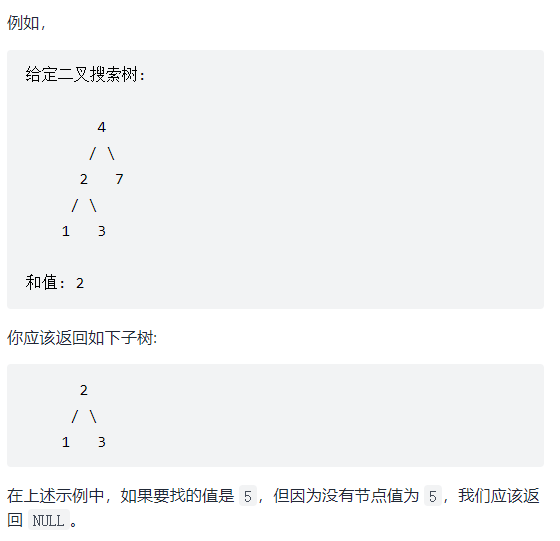 例如，
给定二叉搜索树:
4
/ \
2   7
/ \
1   3
和值: 2
你应该返回如下子树:
2
/ \
1   3
在上述示例中，如果要找的值是 5，但因为没有节点值为 5，我们应该返
回 NULL。